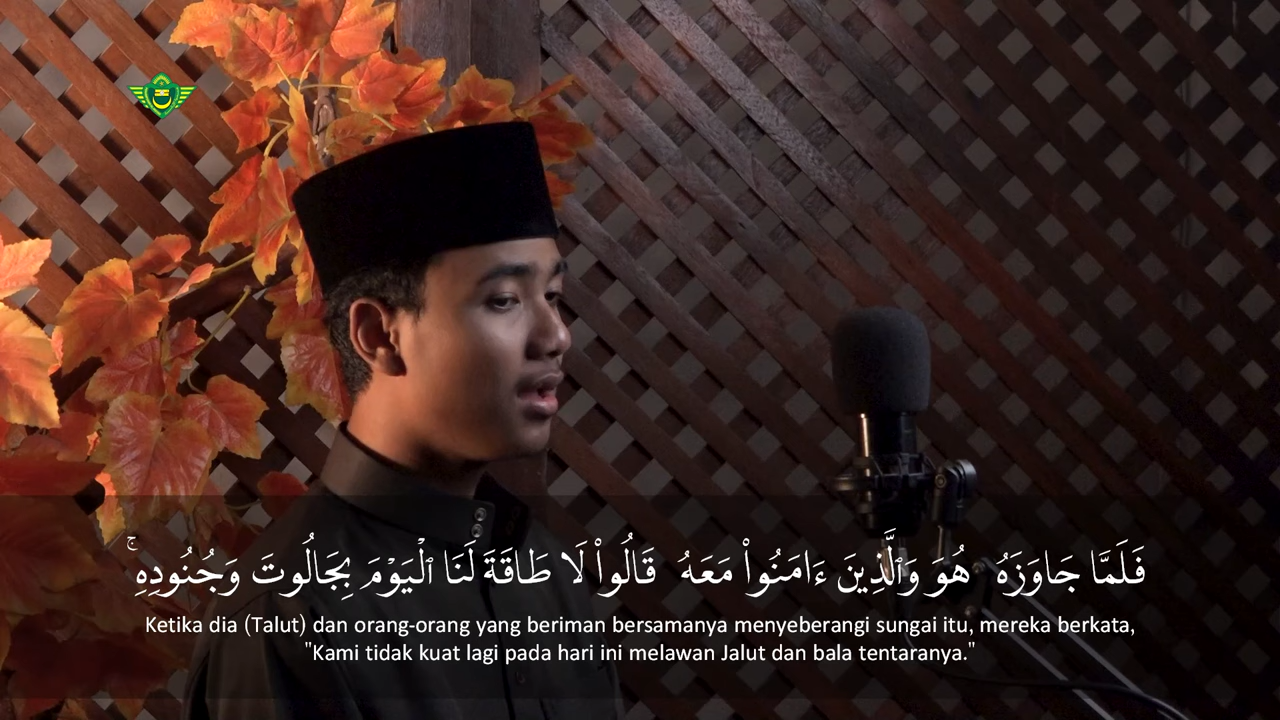 فَلَمَّا جَاوَزَهُ هُوَ وَٱلَّذِينَ ءَامَنُوا۟ مَعَهُ قَالُوا۟ لَا طَاقَةَ لَنَا ٱلْيَوْمَ بِجَالُوتَ وَجُنُودِهِ ۚ
Ketika dia (Talut) dan orang-orang yang beriman bersamanya menyeberangi sungai itu, mereka berkata,
"Kami tidak kuat lagi pada hari ini melawan Jalut dan bala tentaranya."